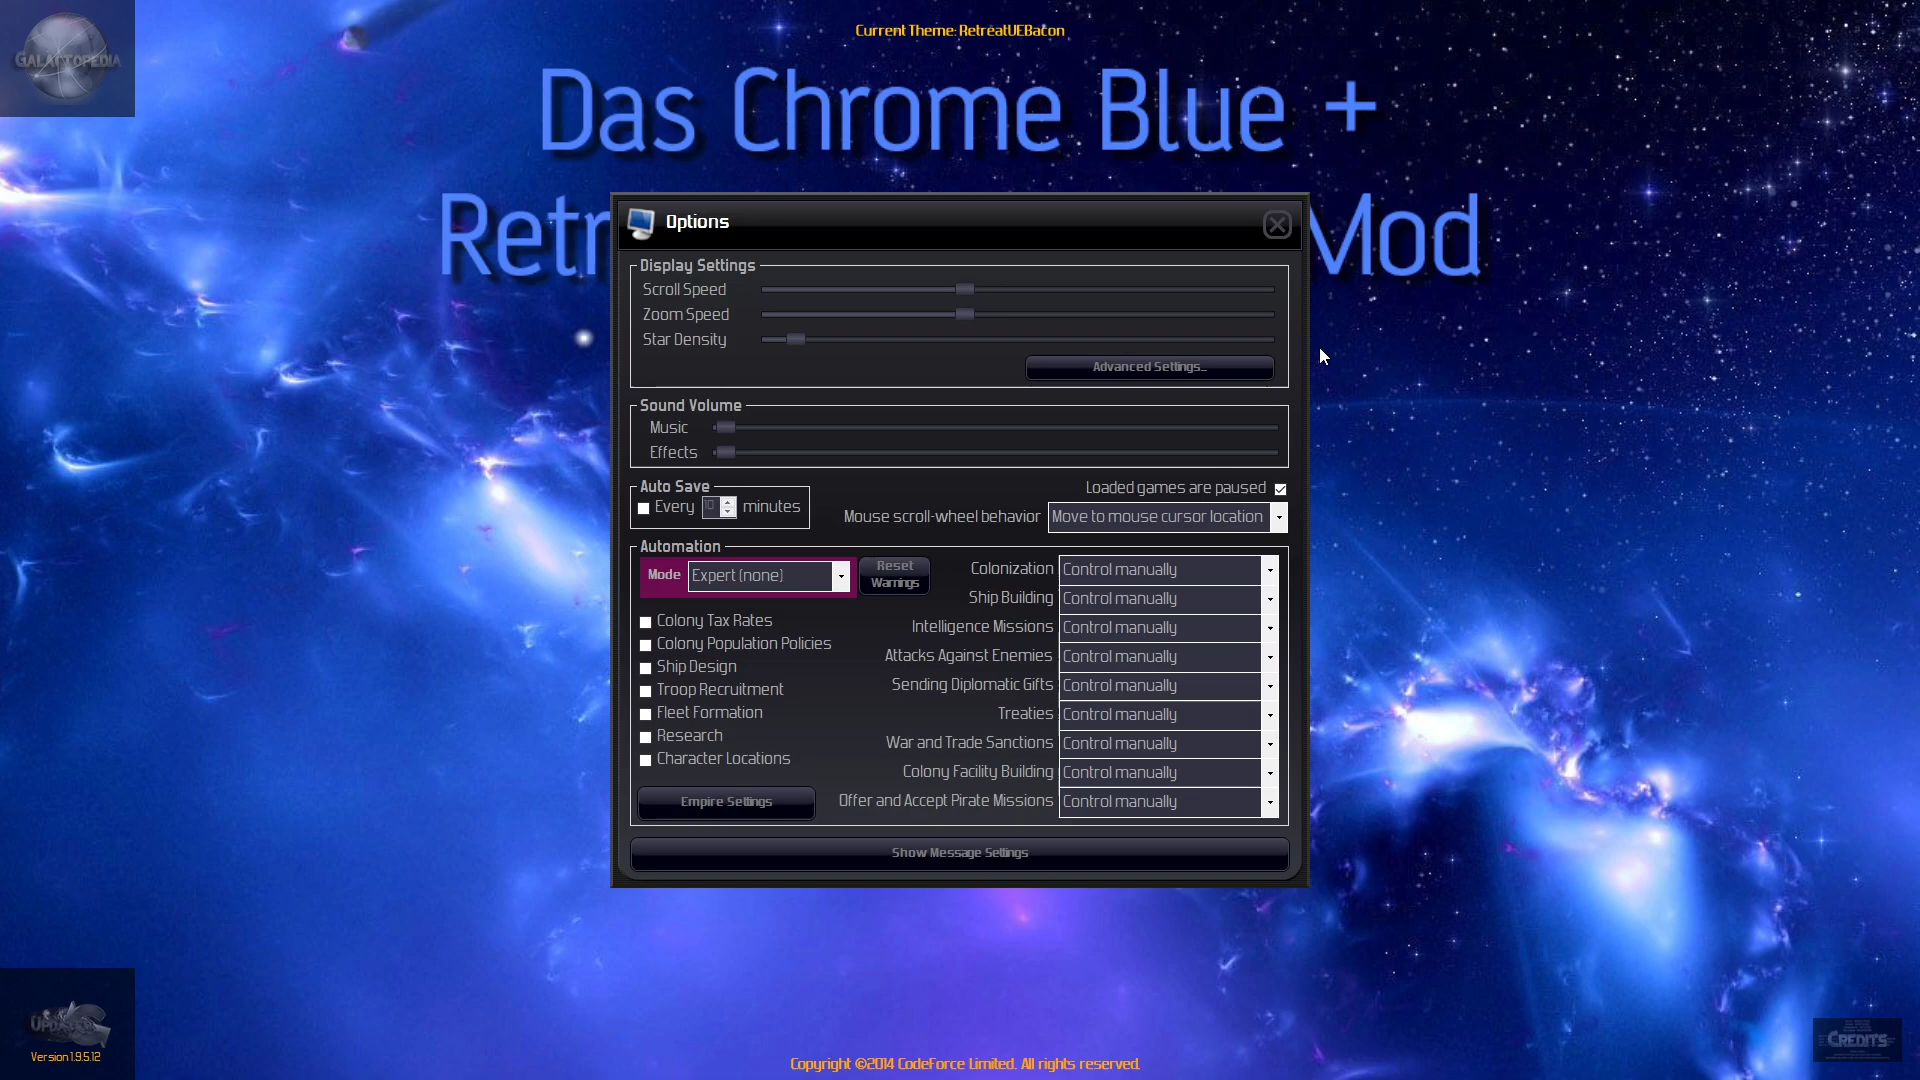 GALACTOPEDIA
Current Theme: RetreatUEBacon
Das Chrome Blue +
Retr Mod
Options
Display Settings
Scroll Speed
Zoom Speed
Star Density
Advanced Settings...
Sound Volume
Music
Effects
Auto Save
Every 10 minutes
Loaded games are paused
Mouse scroll-wheel behavior Move to mouse cursor location
Automation
Mode Expert (none)
Reset
Warnings
Colony Tax Rates
Colony Population Policies
Ship Design
Troop Recruitment
Fleet Formation
Research
Character Locations
Empire Settings
Colonization Control manually
Ship Building Control manually
Intelligence Missions Control manually
Attacks Against Enemies Control manually
Sending Diplomatic Gifts Control manually
Treaties Control manually
War and Trade Sanctions Control manually
Colony Facility Building Control manually
Offer and Accept Pirate Missions Control manually
Show Message Settings
Version 1.9.5.12
Copyright ©2014 CodeForce Limited. All rights reserved.
CREDITS